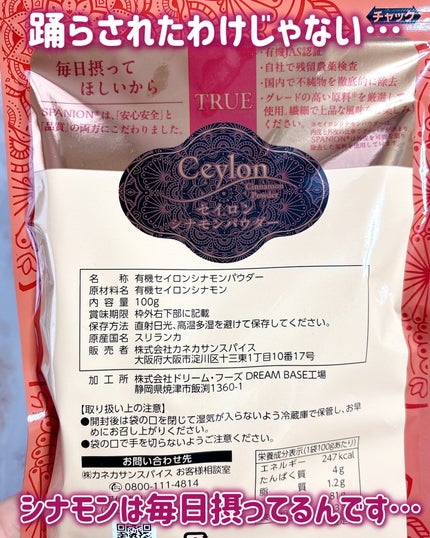 踊らされたわけじゃない…
チャック
毎日摂って
ほしいから
SPANION®は、「安心安全」と
「品質」の両方にこだわりました。
TRUE
・有機JAS認証
・自社で残留農薬検査
・国内で不純物を徹底的に除去
・グレードの高い原料を厳選して
使用。繊細で上品な風味
ください。
Ceylon
Cinnamon
Powder
セイロン
シナモンパウダー
名 称 有機セイロンシナモンパウダー
原材料名 有機セイロンシナモン
内容量 100g
賞味期限 枠外右下部に記載
保存方法 直射日光、高温多湿を避けて保存してください。
原産国名 スリランカ
販売者 株式会社カネカサンスパイス
大阪府大阪市淀川区十三東1丁目10番17号
加工所 株式会社ドリーム・フーズ DREAM BASE工場
静岡県焼津市飯渕1360-1
【取り扱い上の注意】
●開封後は袋の口を閉じて湿気が入らないよう冷蔵庫で保管し、お早
めにお召し上がりください。
●袋の口で手を切らないようご注意ください。
お問い合わせ先
㈱カネカサンスパイス お客様相談室
0800-111-4814
栄養成分表示(1袋100gあたり)
エネルギー 247kcal
たんぱく質 4g
脂質 1.2g
シナモンは毎日摂ってるんです…